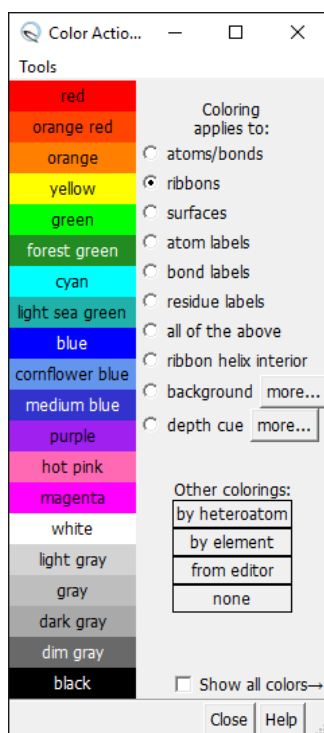 Color Actio...
Tools
red
orange red
orange
yellow
green
forest green
cyan
light sea green
blue
cornflower blue
medium blue
purple
hot pink
magenta
white
light gray
gray
dark gray
dim gray
black
Coloring
applies to:
atoms/bonds
ribbons
surfaces
atom labels
bond labels
residue labels
all of the above
ribbon helix interior
background more...
depth cue more...
Other colorings:
by heteroatom
by element
from editor
none
Show all colors→
Close Help